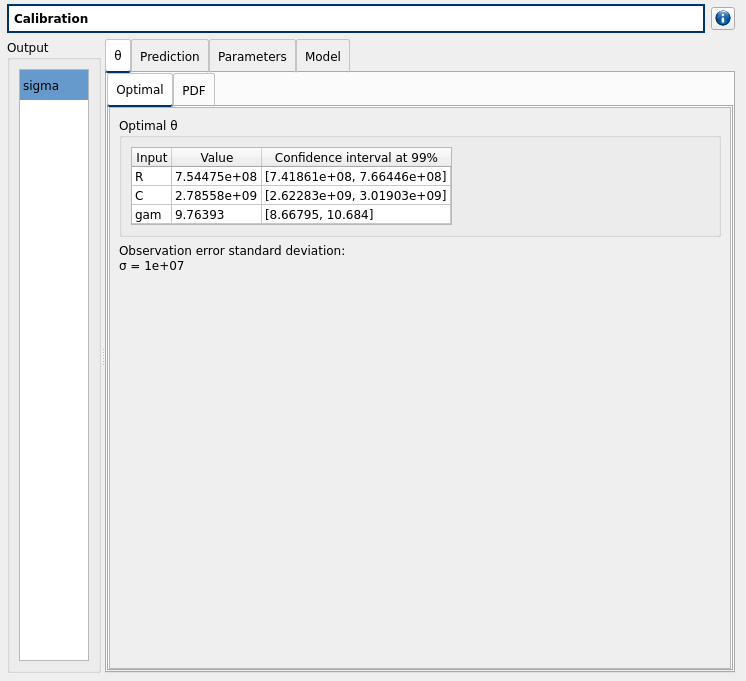 Calibration
Output
sigma
θ Prediction Parameters Model
Optimal PDF
Optimal θ
Input Value Confidence interval at 99%
R 7.54475e+08 [7.41861e+08, 7.66446e+08]
C 2.78558e+09 [2.62283e+09, 3.01903e+09]
gam 9.76393 [8.66795, 10.684]
Observation error standard deviation:
σ = 1e+07